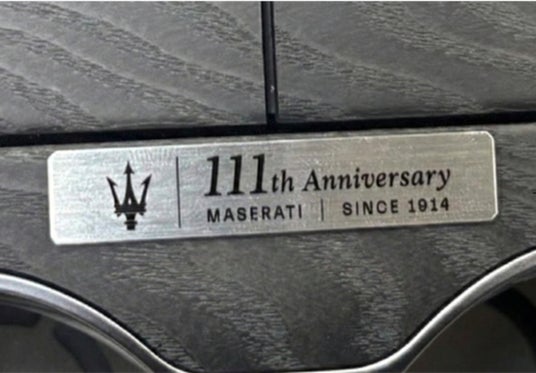 111th Anniversary
MASERATI | SINCE 1914